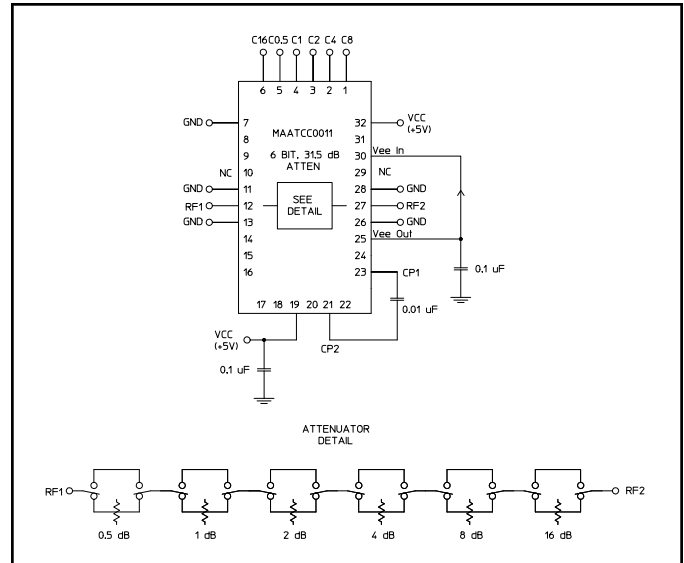 C16 C0.5 C1 C2 C4 C8
6 5 4 3 2 1
GND 7
32 VCC
(+5V)
8
MAATCC0011
31
9
6 BIT, 31.5 dB
ATTEN
30 Vee In
NC 10
29 NC
GND 11
28 GND
RF1 12
SEE
DETAIL
27 RF2
GND 13
26 GND
14
25 Vee Out
15
24
16
23 CP1
0.1 uF
0.01 uF
17 18 19 20 21 22
VCC
(+5V)
CP2
0.1 uF
ATTENUATOR
DETAIL
RF1
RF2
0.5 dB 1 dB 2 dB 4 dB 8 dB 16 dB